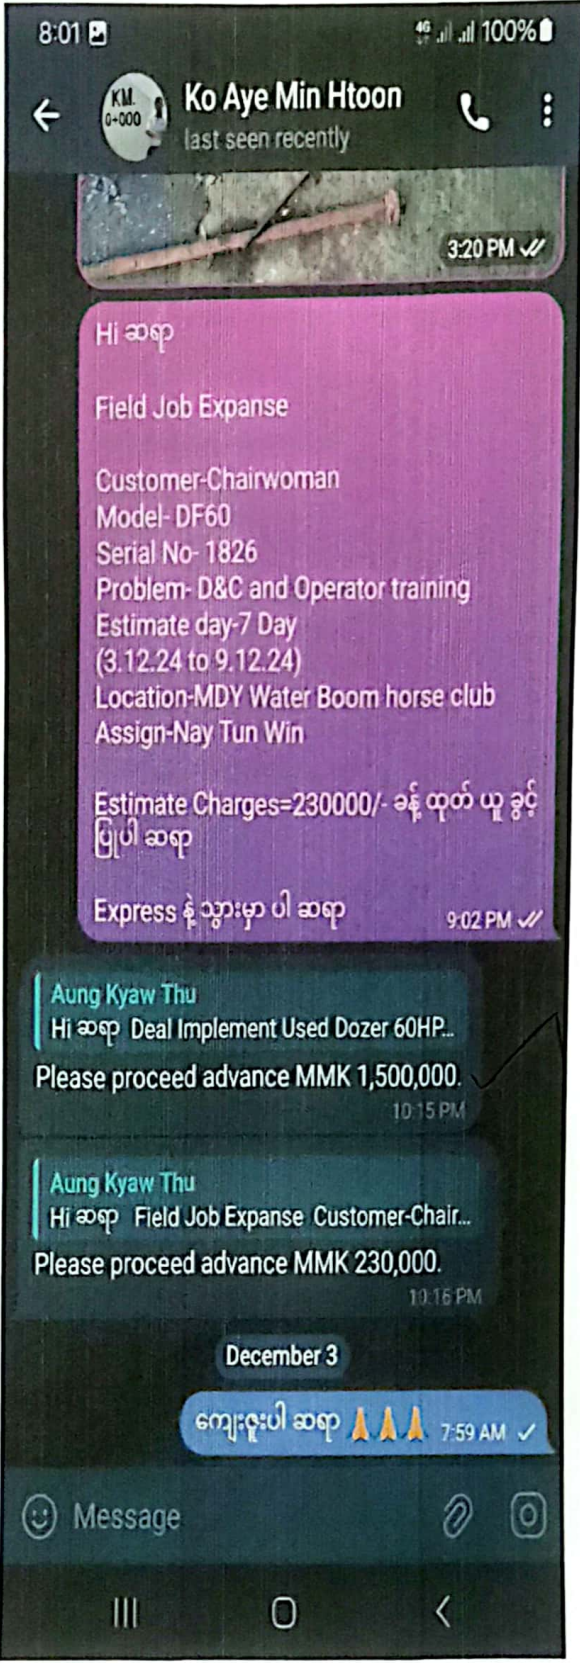 8:01
4G 100%
KM.
0+000
Ko Aye Min Htoon
last seen recently
3:20 PM
Hi ဆရာ
Field Job Expanse
Customer-Chairwoman
Model- DF60
Serial No- 1826
Problem- D&C and Operator training
Estimate day-7 Day
(3.12.24 to 9.12.24)
Location-MDY Water Boom horse club
Assign-Nay Tun Win
Estimate Charges=230000/- ခန့် ထုတ် ယူ ခွင့်
ပြုပါ ဆရာ
Express နဲ့ သွားမှာ ပါ ဆရာ
9:02 PM
Aung Kyaw Thu
Hi ဆရာ Deal Implement Used Dozer 60HP...
Please proceed advance MMK 1,500,000.
10:15 PM
Aung Kyaw Thu
Hi ဆရာ Field Job Expanse Customer-Chair...
Please proceed advance MMK 230,000.
10:16 PM
December 3
ကျေးဇူးပါ ဆရာ 🙏🙏🙏 7:59 AM
Message